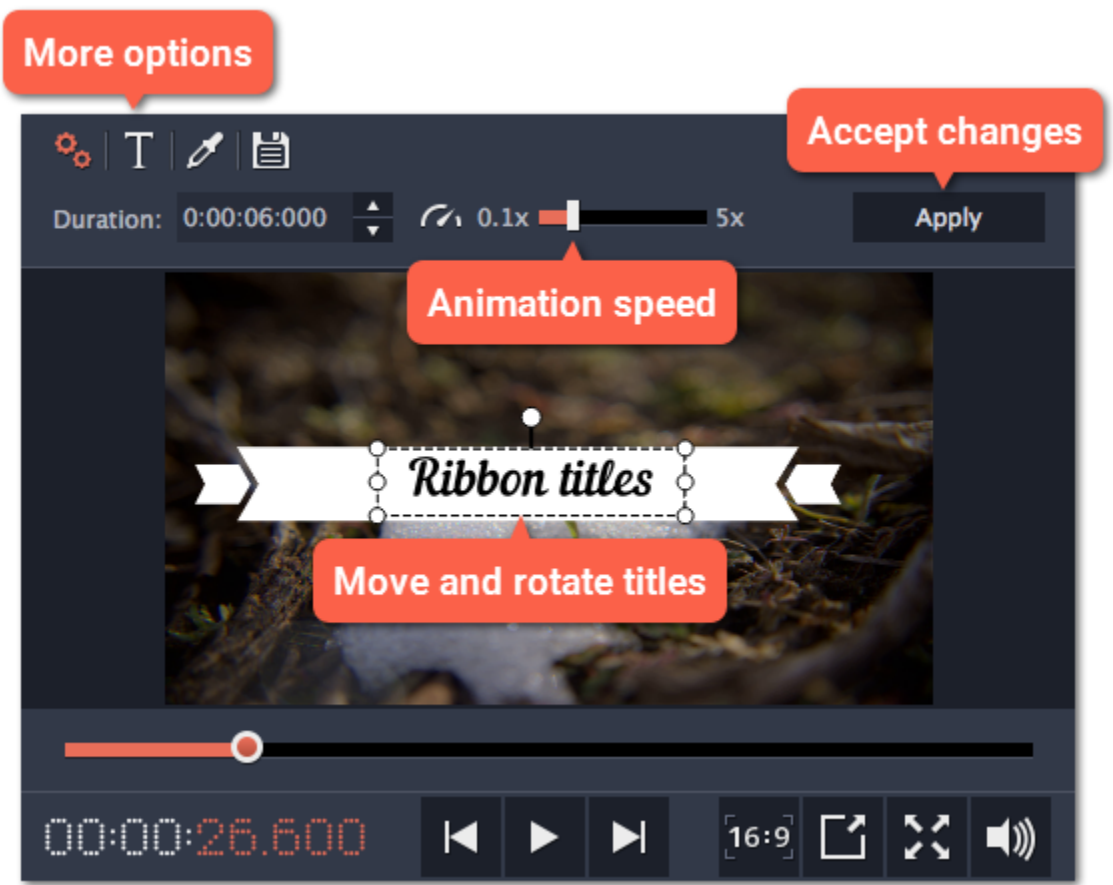 More options
Accept changes
T
Duration: 0:00:06:000 0.1x 5x Apply
Animation speed
Ribbon titles
Move and rotate titles
00:00:26.600 16:9